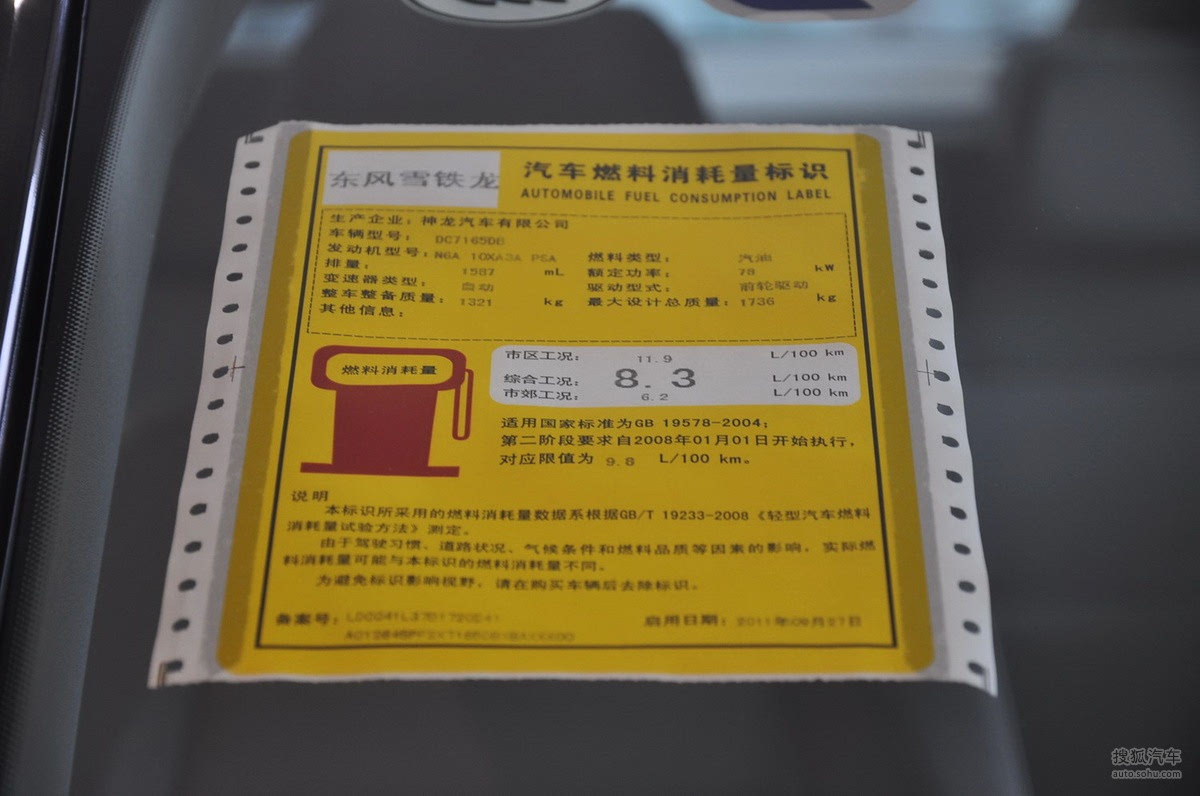 东风雪铁龙
汽车燃料消耗量标识
AUTOMOBILE FUEL CONSUMPTION LABEL
生产企业：神龙汽车有限公司
车辆型号： DC7165DB
发动机型号：N6A 10XA3A PSA 燃料类型： 汽油
排量： 1587 mL 额定功率： 78 kW
变速器类型： 自动 驱动型式： 前轮驱动
整车整备质量： 1321 kg 最大设计总质量：1736 kg
其他信息：
燃料消耗量
市区工况： 11.9 L/100 km
综合工况： 8.3 L/100 km
市郊工况： 6.2 L/100 km
适用国家标准为GB 19578-2004；
第二阶段要求自2008年01月01日开始执行，
对应限值为 9.8 L/100 km。
说明
本标识所采用的燃料消耗量数据系根据GB/T 19233-2008《轻型汽车燃料
消耗量试验方法》测定。
由于驾驶习惯、道路状况、气候条件和燃料品质等因素的影响，实际燃
料消耗量可能与本标识的燃料消耗量不同。
为避免标识影响视野，请在购买车辆后去除标识。
备案号：
启用日期： 2011年09月27日
搜狐汽车
auto.sohu.com